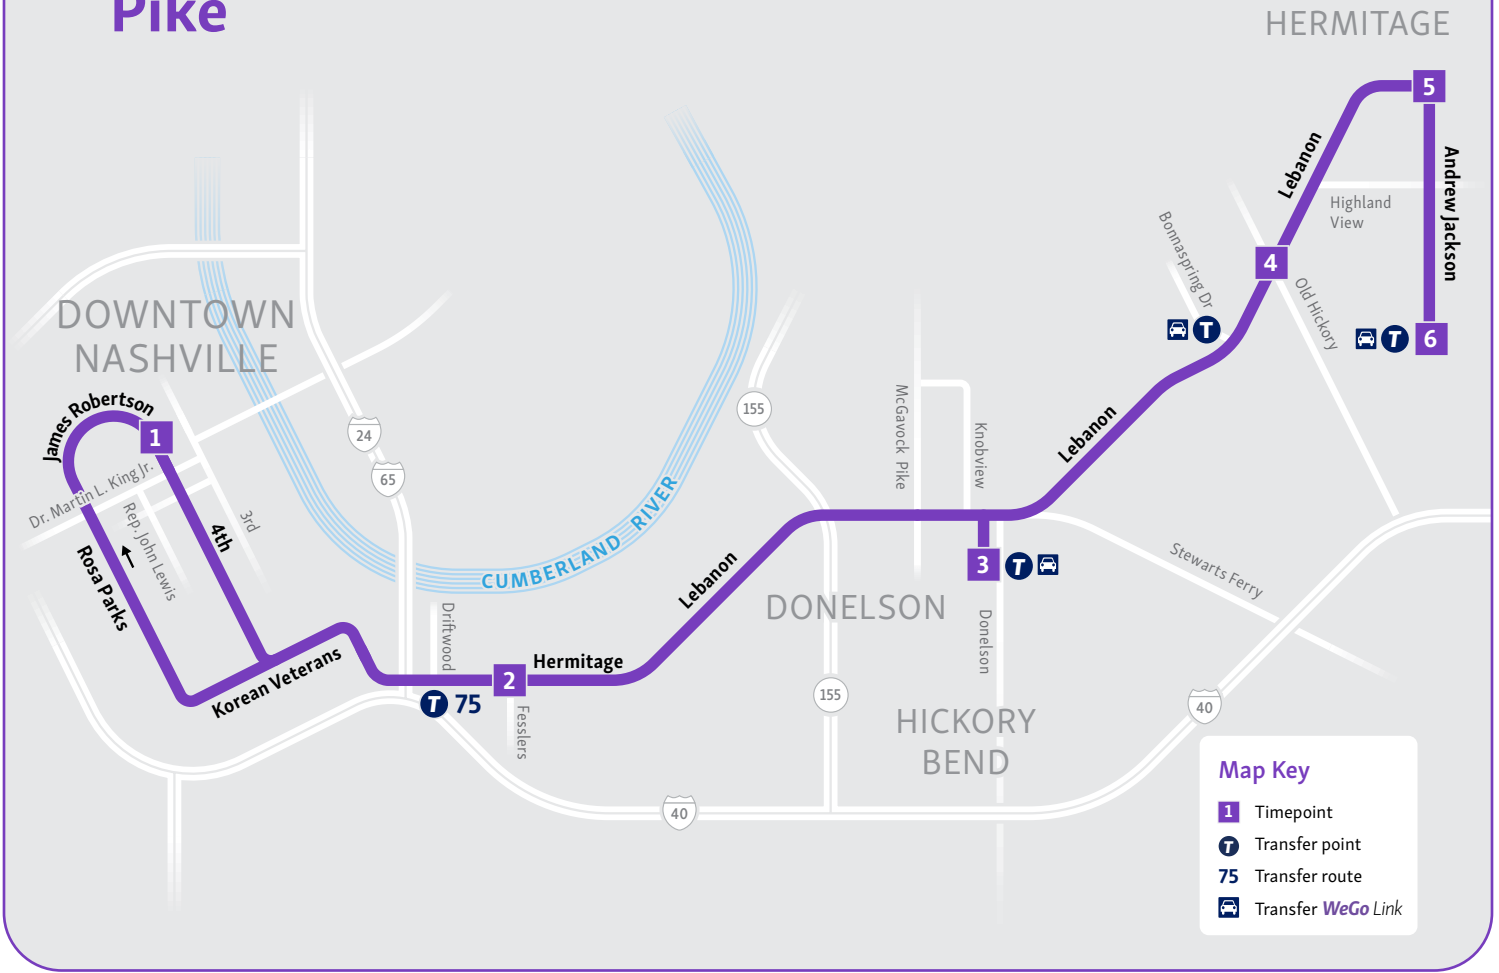 Pike
HERMITAGE
5
Lebanon
Andrew Jackson
Highland
View
Bonnaspring Dr
4
Old Hickory
T
T
6
DOWNTOWN
NASHVILLE
James Robertson
1
24
65
155
McGavock Pike
Knobview
Lebanon
Dr. Martin L. King Jr.
Rep. John Lewis
3rd
4th
Rosa Parks
CUMBERLAND RIVER
Lebanon
3
T
Stewarts Ferry
DONELSON
Donelson
Driftwood
Korean Veterans
2
Hermitage
T 75
Fesslers
155
HICKORY
BEND
40
40
Map Key
1 Timepoint
T Transfer point
75 Transfer route
Transfer WeGo Link